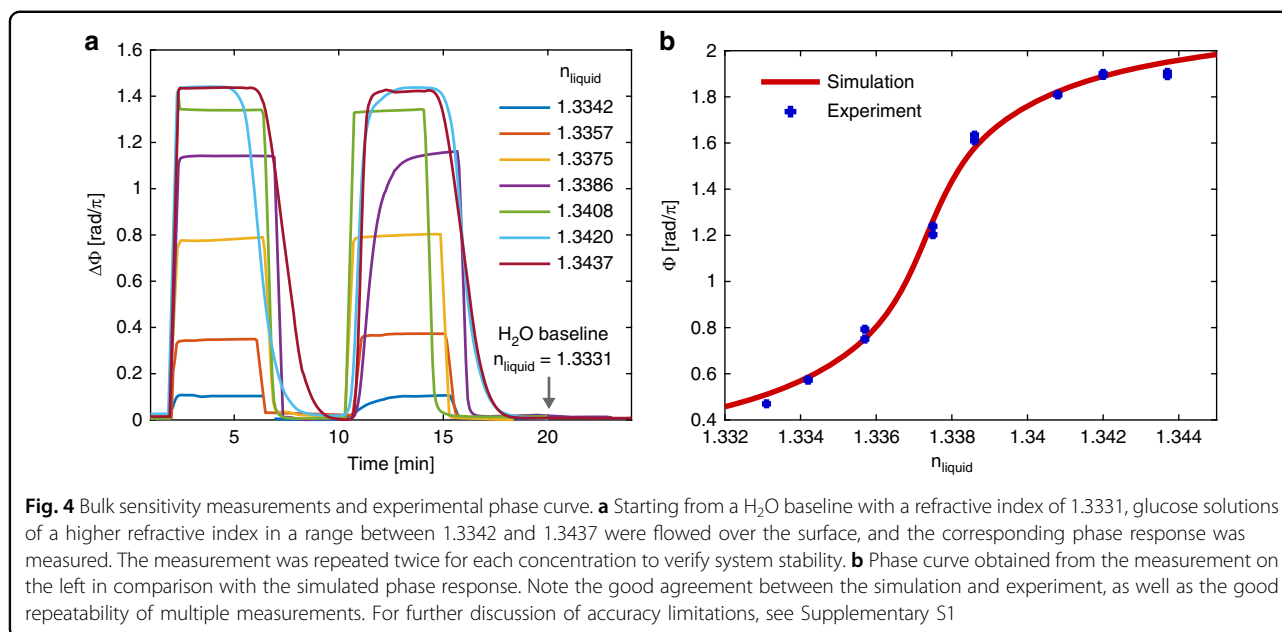 a
1.6
1.4
1.2
1
0.8
0.6
0.4
0.2
0
ΔΦ [rad/π]
5
10
15
20
Time [min]
n_liquid
1.3342
1.3357
1.3375
1.3386
1.3408
1.3420
1.3437
H₂O baseline
n_liquid = 1.3331
b
2
1.8
1.6
1.4
1.2
1
0.8
0.6
0.4
Φ [rad/π]
Simulation
Experiment
1.332
1.334
1.336
1.338
1.34
1.342
1.344
n_liquid
Fig. 4 Bulk sensitivity measurements and experimental phase curve. a Starting from a H₂O baseline with a refractive index of 1.3331, glucose solutions
of a higher refractive index in a range between 1.3342 and 1.3437 were flowed over the surface, and the corresponding phase response was
measured. The measurement was repeated twice for each concentration to verify system stability. b Phase curve obtained from the measurement on
the left in comparison with the simulated phase response. Note the good agreement between the simulation and experiment, as well as the good
repeatability of multiple measurements. For further discussion of accuracy limitations, see Supplementary S1